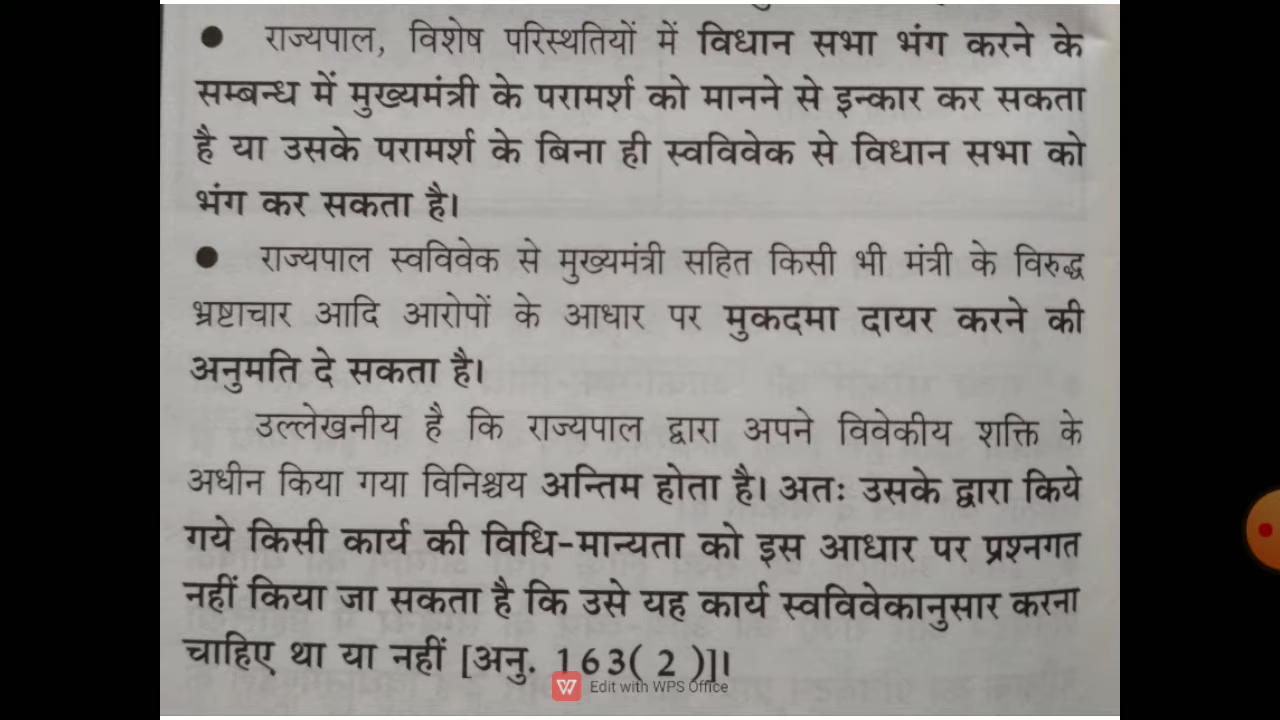 ● राज्यपाल, विशेष परिस्थतियों में विधान सभा भंग करने के
सम्बन्ध में मुख्यमंत्री के परामर्श को मानने से इन्कार कर सकता
है या उसके परामर्श के बिना ही स्वविवेक से विधान सभा को
भंग कर सकता है।
● राज्यपाल स्वविवेक से मुख्यमंत्री सहित किसी भी मंत्री के विरुद्ध
भ्रष्टाचार आदि आरोपों के आधार पर मुकदमा दायर करने की
अनुमति दे सकता है।
उल्लेखनीय है कि राज्यपाल द्वारा अपने विवेकीय शक्ति के
अधीन किया गया विनिश्चय अन्तिम होता है। अतः उसके द्वारा किये
गये किसी कार्य की विधि-मान्यता को इस आधार पर प्रश्नगत
नहीं किया जा सकता है कि उसे यह कार्य स्वविवेकानुसार करना
चाहिए था या नहीं [अनु. 163( 2 )]।
Edit with WPS Office